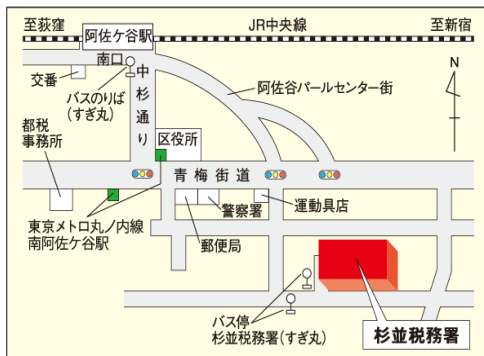 至荻窪
阿佐ケ谷駅
JR中央線
至新宿
南口
交番
バスのりば
(すぎ丸)
中杉通り
阿佐谷パールセンター街
N
都税
事務所
区役所
青梅街道
東京メトロ丸ノ内線
南阿佐ケ谷駅
警察署
運動具店
郵便局
バス停
杉並税務署(すぎ丸)
杉並税務署